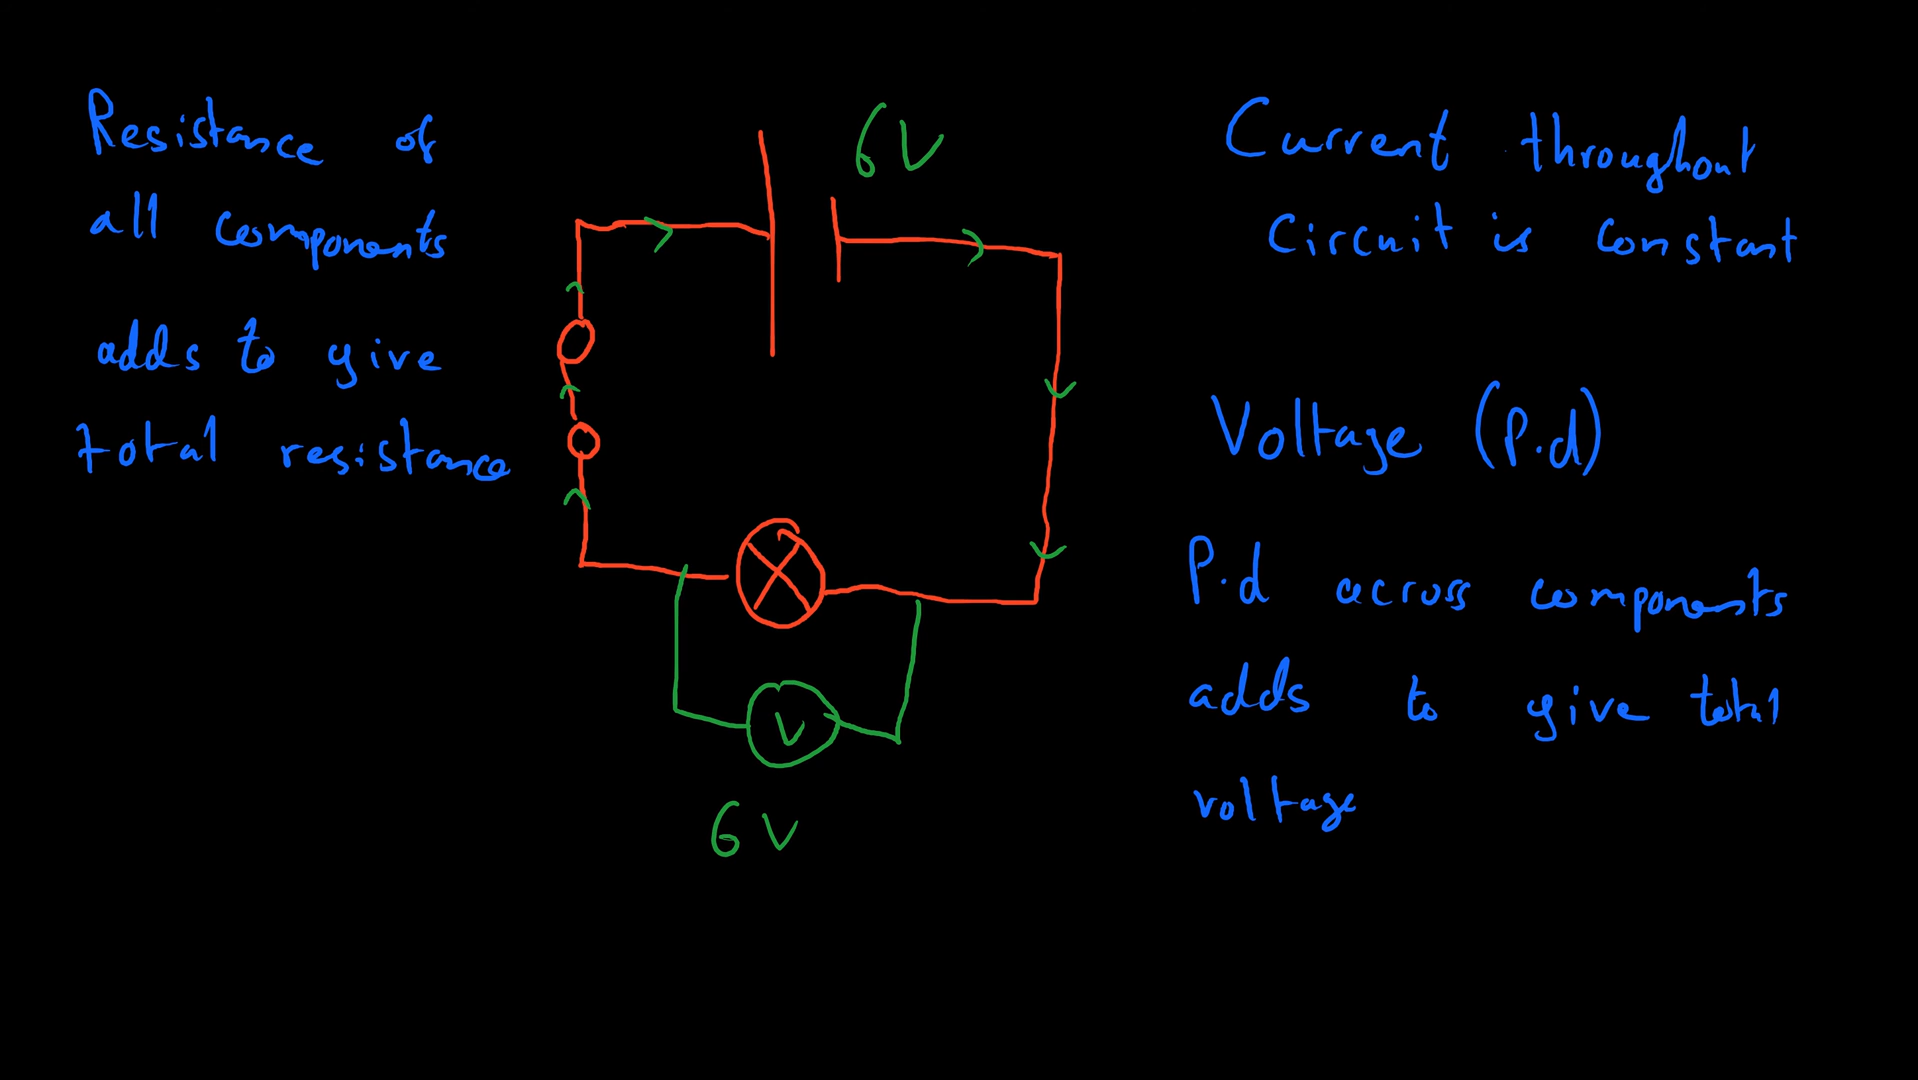 Resistance of
all components
adds to give
total resistance
6V
V
6V
Current throughout
Circuit is constant
Voltage (P.d)
P.d across components
adds to give total
voltage